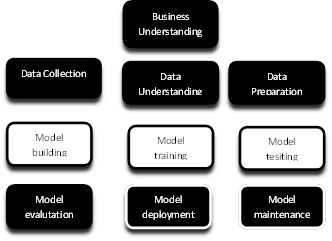 Business
Understanding
Data Collection
Data
Understanding
Data
Preparation
Model
building
Model
training
Model
tesiting
Model
evalutation
Model
deployment
Model
maintenance